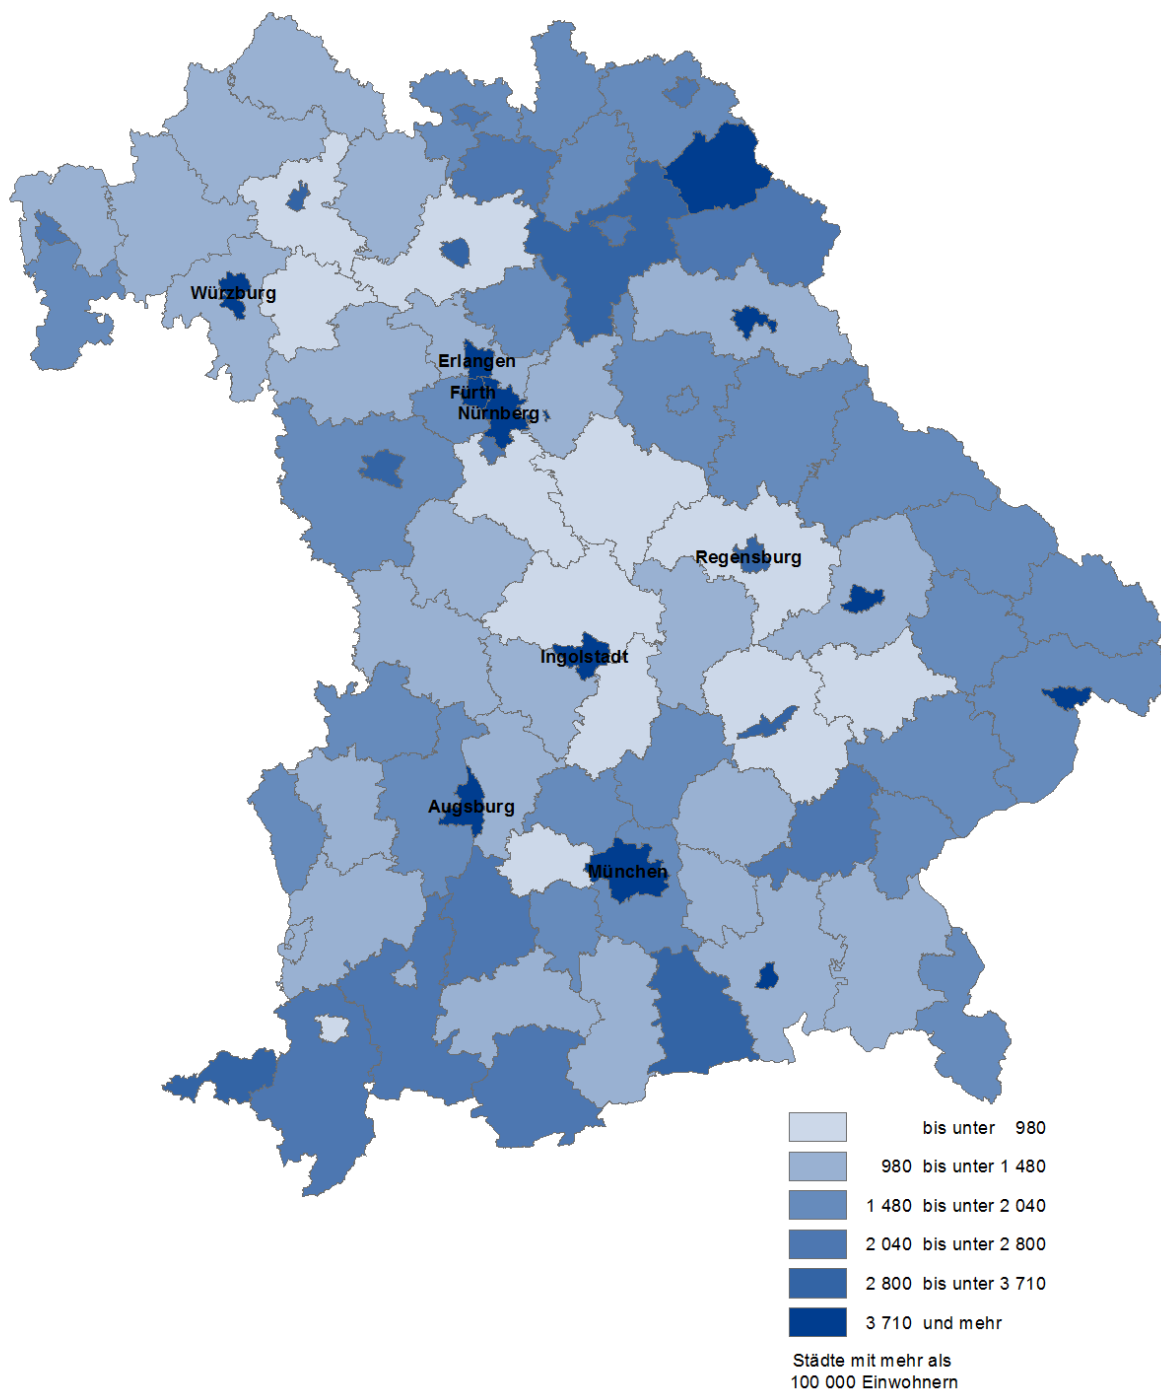 Würzburg
Erlangen
Fürth
Nürnberg
Regensburg
Ingolstadt
Augsburg
München
bis unter 980
980 bis unter 1 480
1 480 bis unter 2 040
2 040 bis unter 2 800
2 800 bis unter 3 710
3 710 und mehr
Städte mit mehr als
100 000 Einwohnern